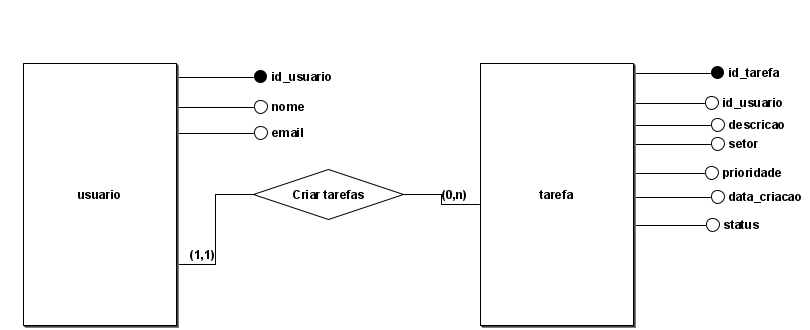 usuario
id_usuario
nome
email
(1,1)
Criar tarefas
(0,n)
tarefa
id_tarefa
id_usuario
descricao
setor
prioridade
data_criacao
status